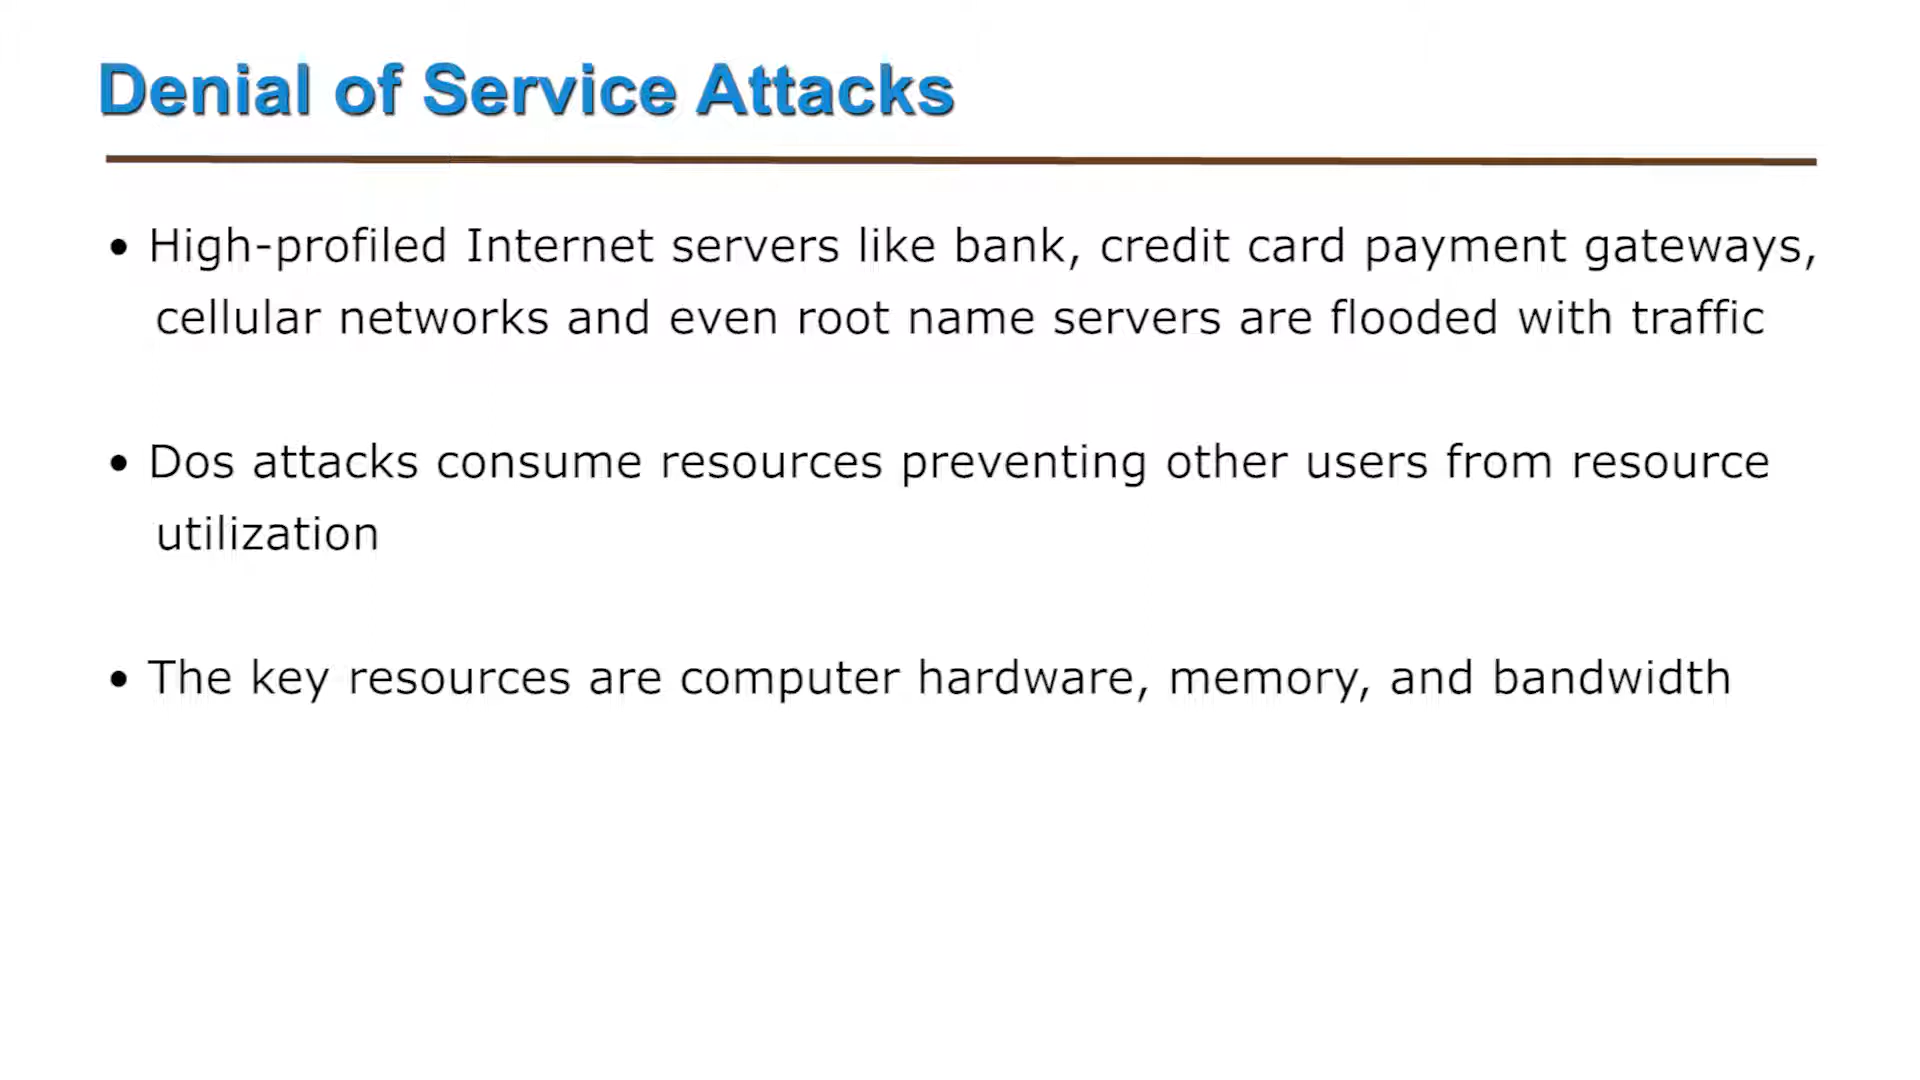 Denial of Service Attacks
• High-profiled Internet servers like bank, credit card payment gateways,
cellular networks and even root name servers are flooded with traffic
• Dos attacks consume resources preventing other users from resource
utilization
• The key resources are computer hardware, memory, and bandwidth